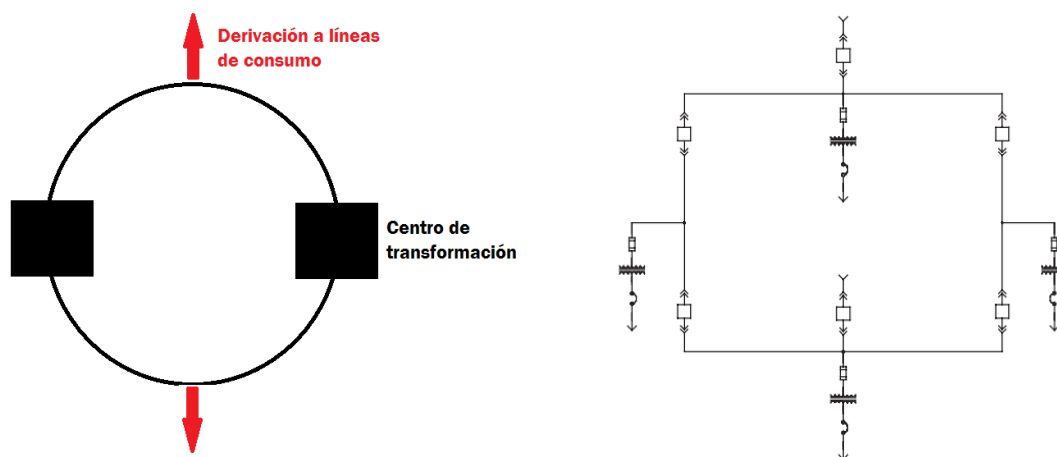 Derivación a líneas
de consumo
Centro de
transformación